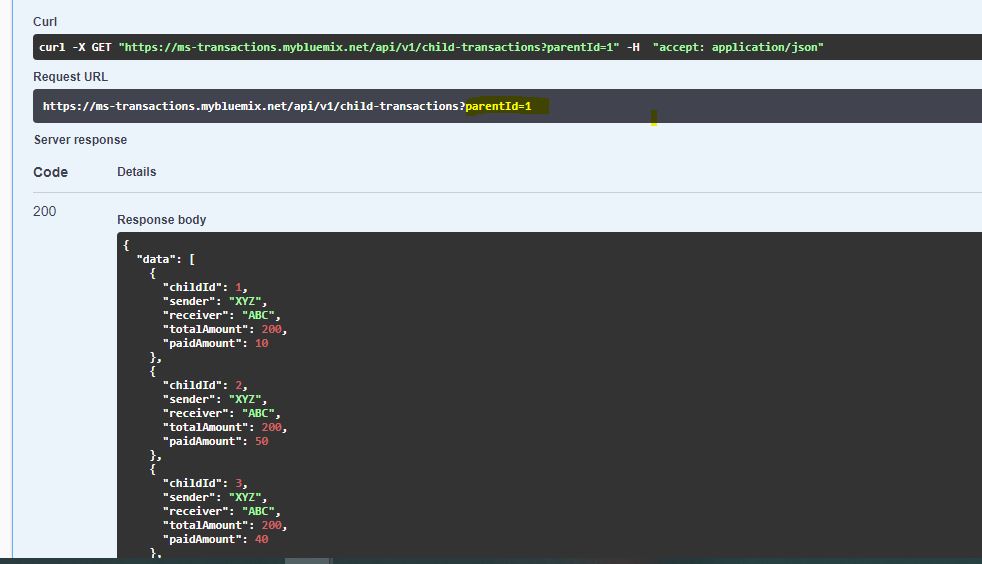 Curl
curl -X GET "https://ms-transactions.mybluemix.net/api/v1/child-transactions?parentId=1" -H  "accept: application/json"
Request URL
https://ms-transactions.mybluemix.net/api/v1/child-transactions?parentId=1
Server response
Code Details
200
Response body
{
  "data": [
    {
      "childId": 1,
      "sender": "XYZ",
      "receiver": "ABC",
      "totalAmount": 200,
      "paidAmount": 10
    },
    {
      "childId": 2,
      "sender": "XYZ",
      "receiver": "ABC",
      "totalAmount": 200,
      "paidAmount": 50
    },
    {
      "childId": 3,
      "sender": "XYZ",
      "receiver": "ABC",
      "totalAmount": 200,
      "paidAmount": 40
    },